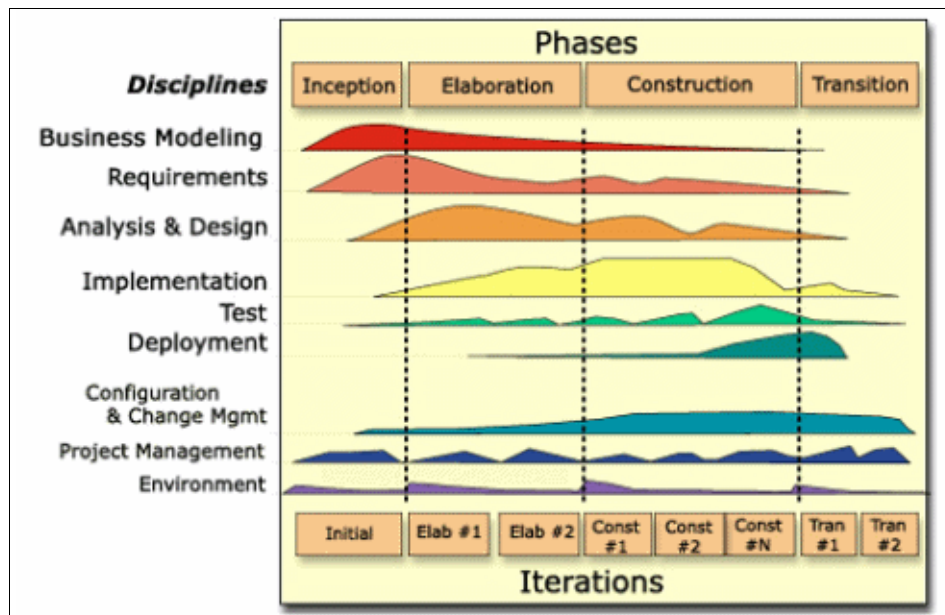 Phases
Disciplines
Inception
Elaboration
Construction
Transition
Business Modeling
Requirements
Analysis & Design
Implementation
Test
Deployment
Configuration
& Change Mgmt
Project Management
Environment
Initial
Elab #1
Elab #2
Const
#1
Const
#2
Const
#N
Tran
#1
Tran
#2
Iterations